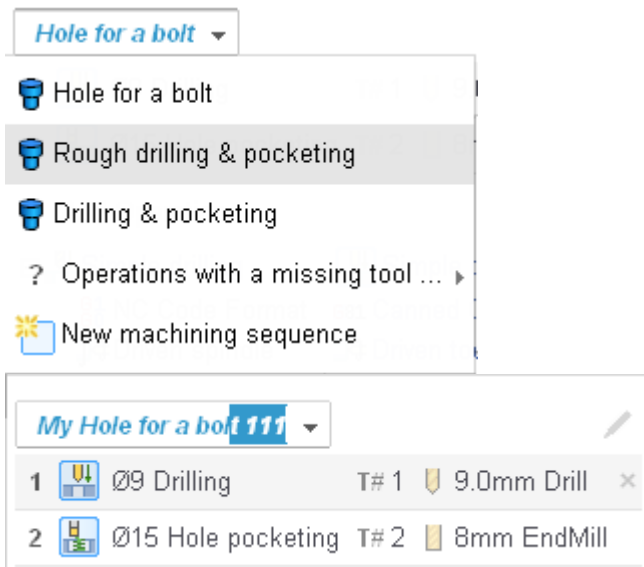 Hole for a bolt
Hole for a bolt
Rough drilling & pocketing
Drilling & pocketing
? Operations with a missing tool ...
New machining sequence
My Hole for a bolt 111
1 Ø9 Drilling T# 1 9.0mm Drill
2 Ø15 Hole pocketing T# 2 8mm EndMill